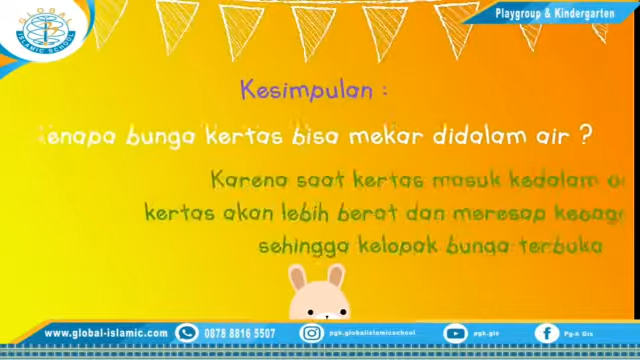 GLOBAL
ISLAMIC SCHOOL
Playgroup & Kindergarten
Kesimpulan :
enapa bunga kertas bisa mekar didalam air ?
Karena saat kertas masuk kedalam
kertas akan lebih berat dan meresap
sehingga kelopak bunga terbuka
www.global-islamic.com 0878 8816 5507 pgk.globalislamicschool pgk.gis Pg-k Gis